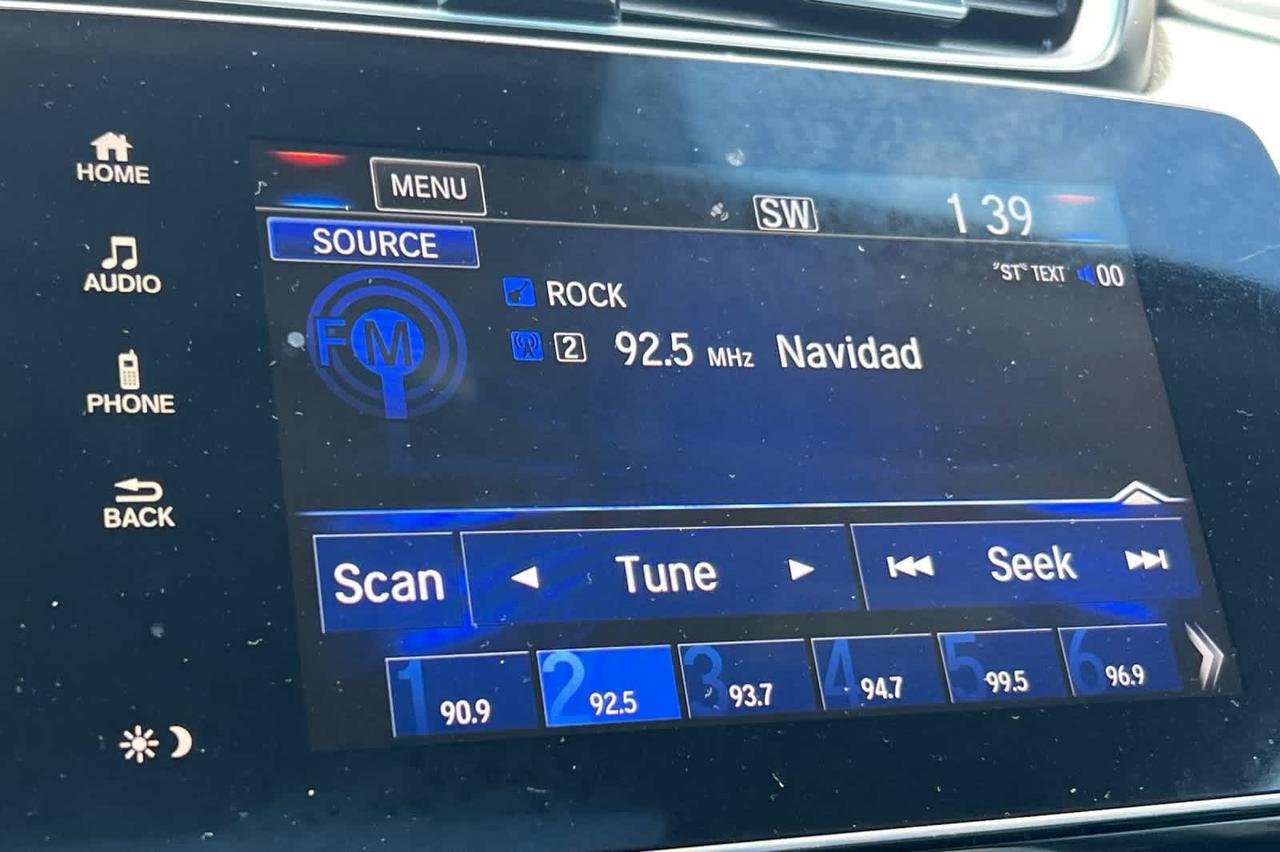 HOME
MENU
SW
1 39
AUDIO
SOURCE
"ST" TEXT 00
FM
ROCK
2 92.5 MHz Navidad
PHONE
BACK
Scan
Tune
Seek
1 90.9
2 92.5
3 93.7
4 94.7
5 99.5
6 96.9